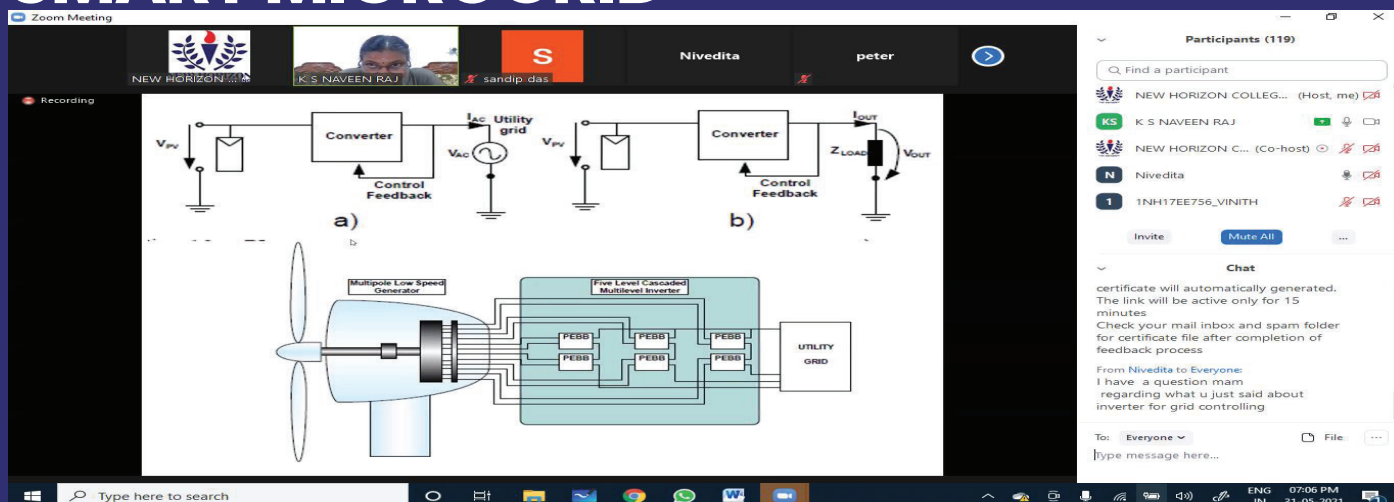 SMART MICROGRID
Zoom Meeting
NEW HORIZON
K S NAVEEN RAJ
S
sandip das
Nivedita
peter
Recording
Converter
IAC Utility
grid
VPV
VAC
Control
Feedback
a)
Converter
IOUT
VPV
ZLOAD
VOUT
Control
Feedback
b)
Multipole Low Speed
Generator
Five Level Cascaded
Multilevel Inverter
PEBB
PEBB
PEBB
PEBB
PEBB
PEBB
UTILITY
GRID
Participants (119)
Find a participant
NEW HORIZON COLLEG... (Host, me)
KS K S NAVEEN RAJ
NEW HORIZON C... (Co-host)
N Nivedita
1 1NH17EE756_VINITH
Invite
Mute All
...
Chat
certificate will automatically generated.
The link will be active only for 15
minutes
Check your mail inbox and spam folder
for certificate file after completion of
feedback process
From Nivedita to Everyone:
I have a question mam
regarding what u just said about
inverter for grid controlling
To: Everyone
File
...
Type message here...
Type here to search
ENG
IN
07:06 PM
21-05-2021